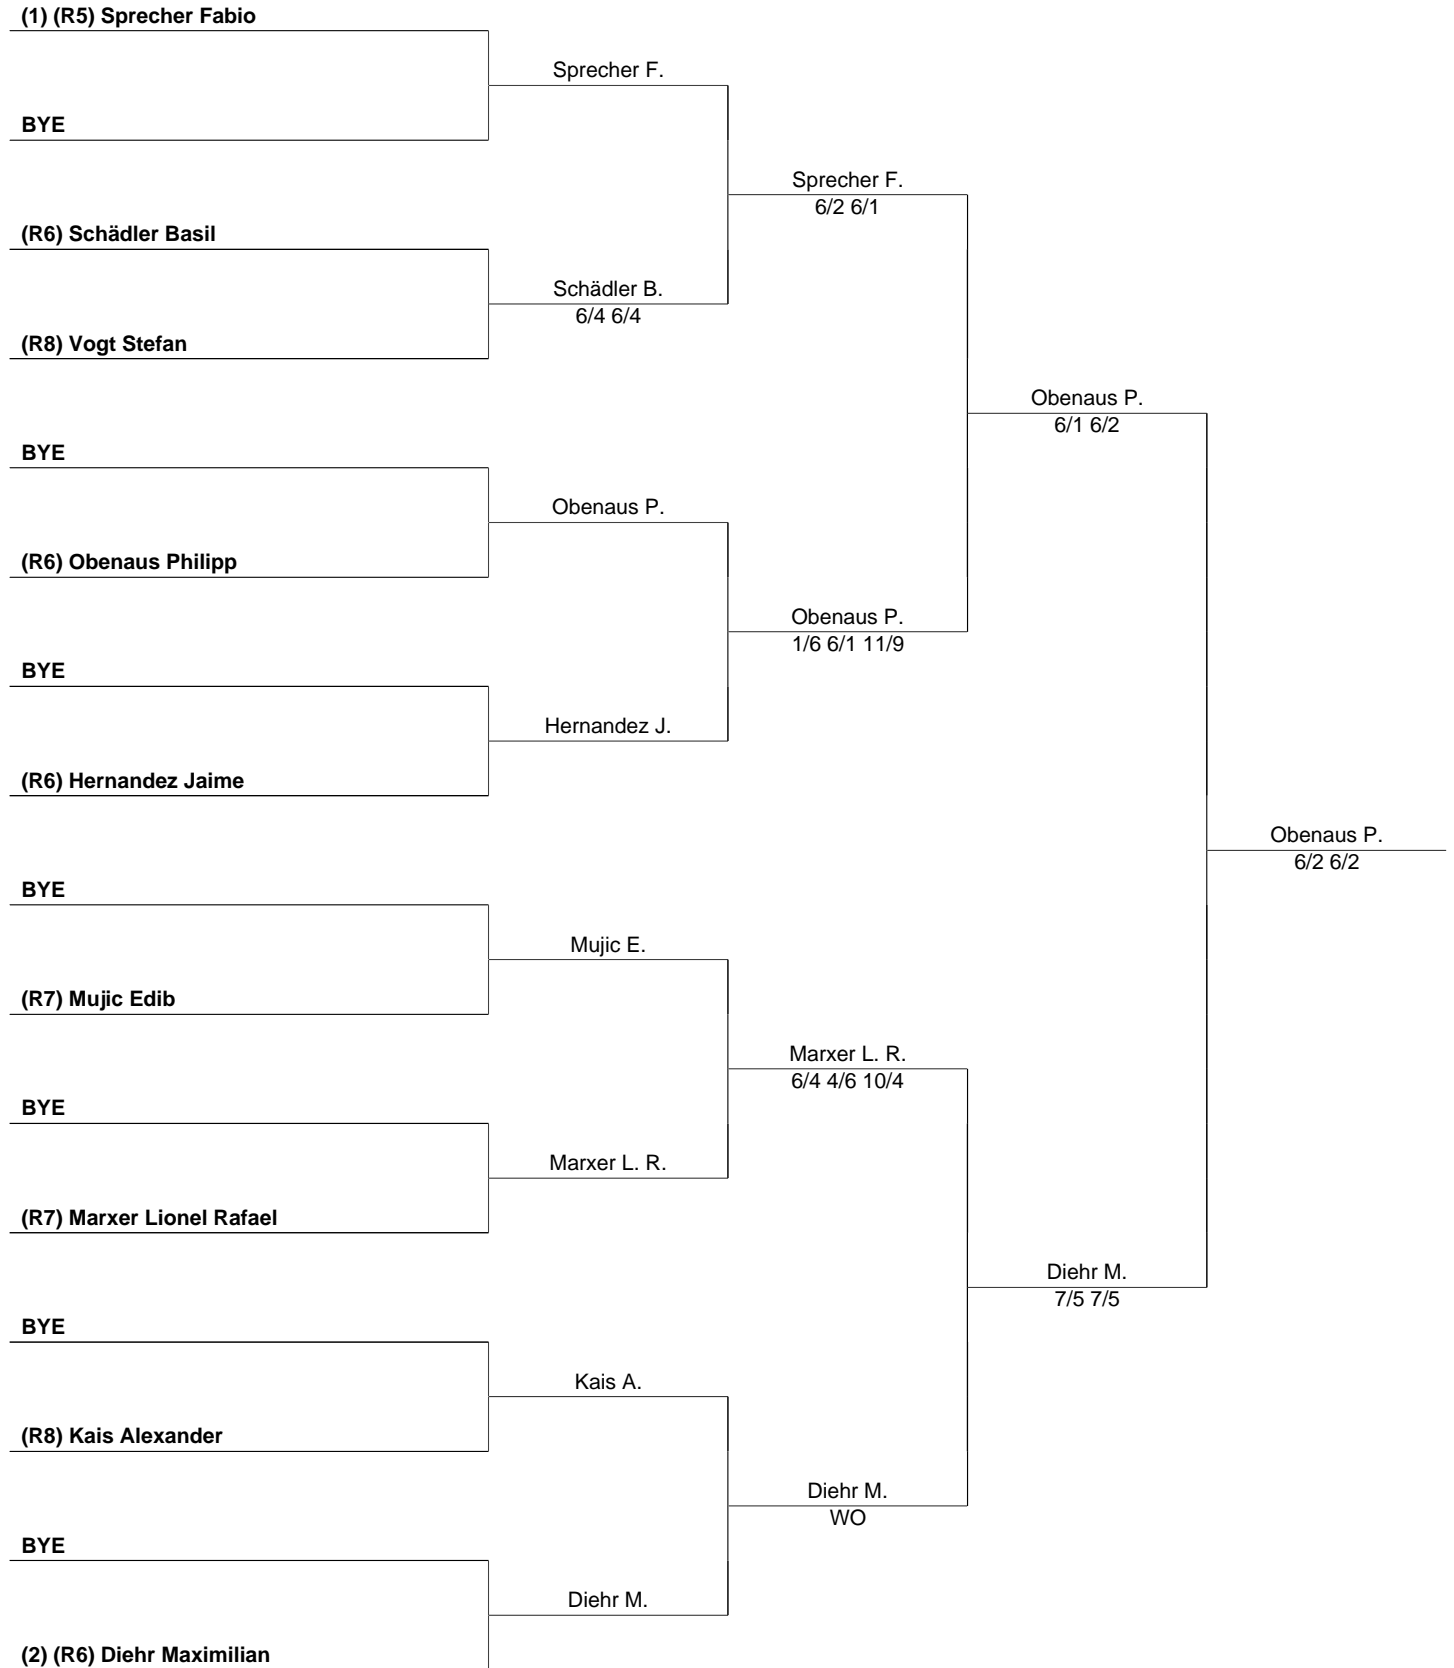 (1) (R5) Sprecher Fabio
Sprecher F.
BYE
Sprecher F.
6/2 6/1
(R6) Schädler Basil
Schädler B.
6/4 6/4
(R8) Vogt Stefan
Obenaus P.
6/1 6/2
BYE
Obenaus P.
(R6) Obenaus Philipp
Obenaus P.
1/6 6/1 11/9
BYE
Hernandez J.
(R6) Hernandez Jaime
Obenaus P.
6/2 6/2
BYE
Mujic E.
(R7) Mujic Edib
Marxer L. R.
6/4 4/6 10/4
BYE
Marxer L. R.
(R7) Marxer Lionel Rafael
Diehr M.
7/5 7/5
BYE
Kais A.
(R8) Kais Alexander
Diehr M.
WO
BYE
Diehr M.
(2) (R6) Diehr Maximilian